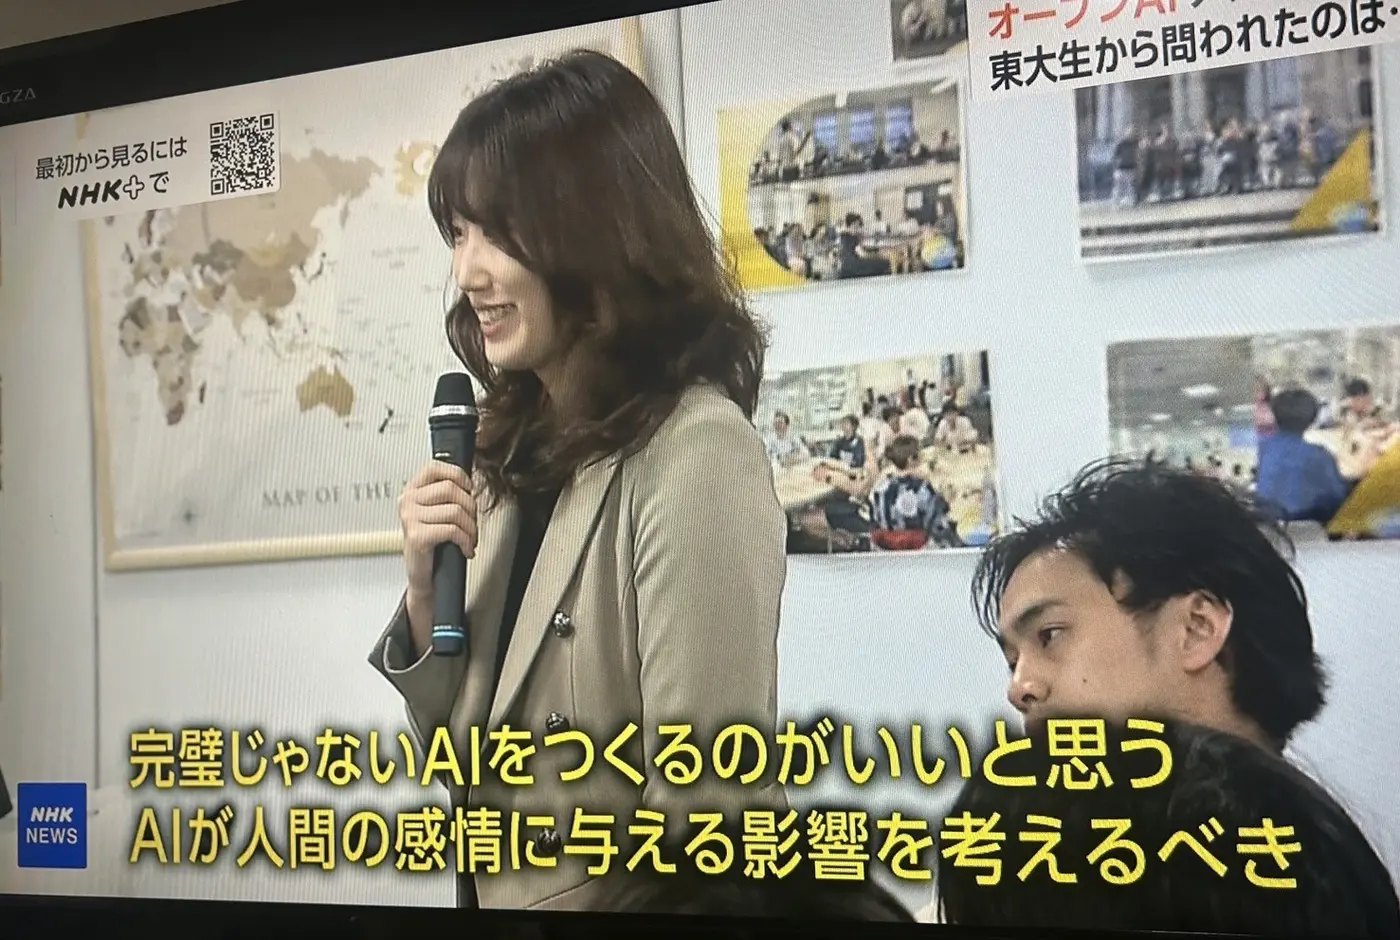 GZA
最初から見るには
NHK+で
オープンAI
東大生から問われたのは…
MAP OF THE
完璧じゃないAIをつくるのがいいと思う
AIが人間の感情に与える影響を考えるべき
NHK
NEWS